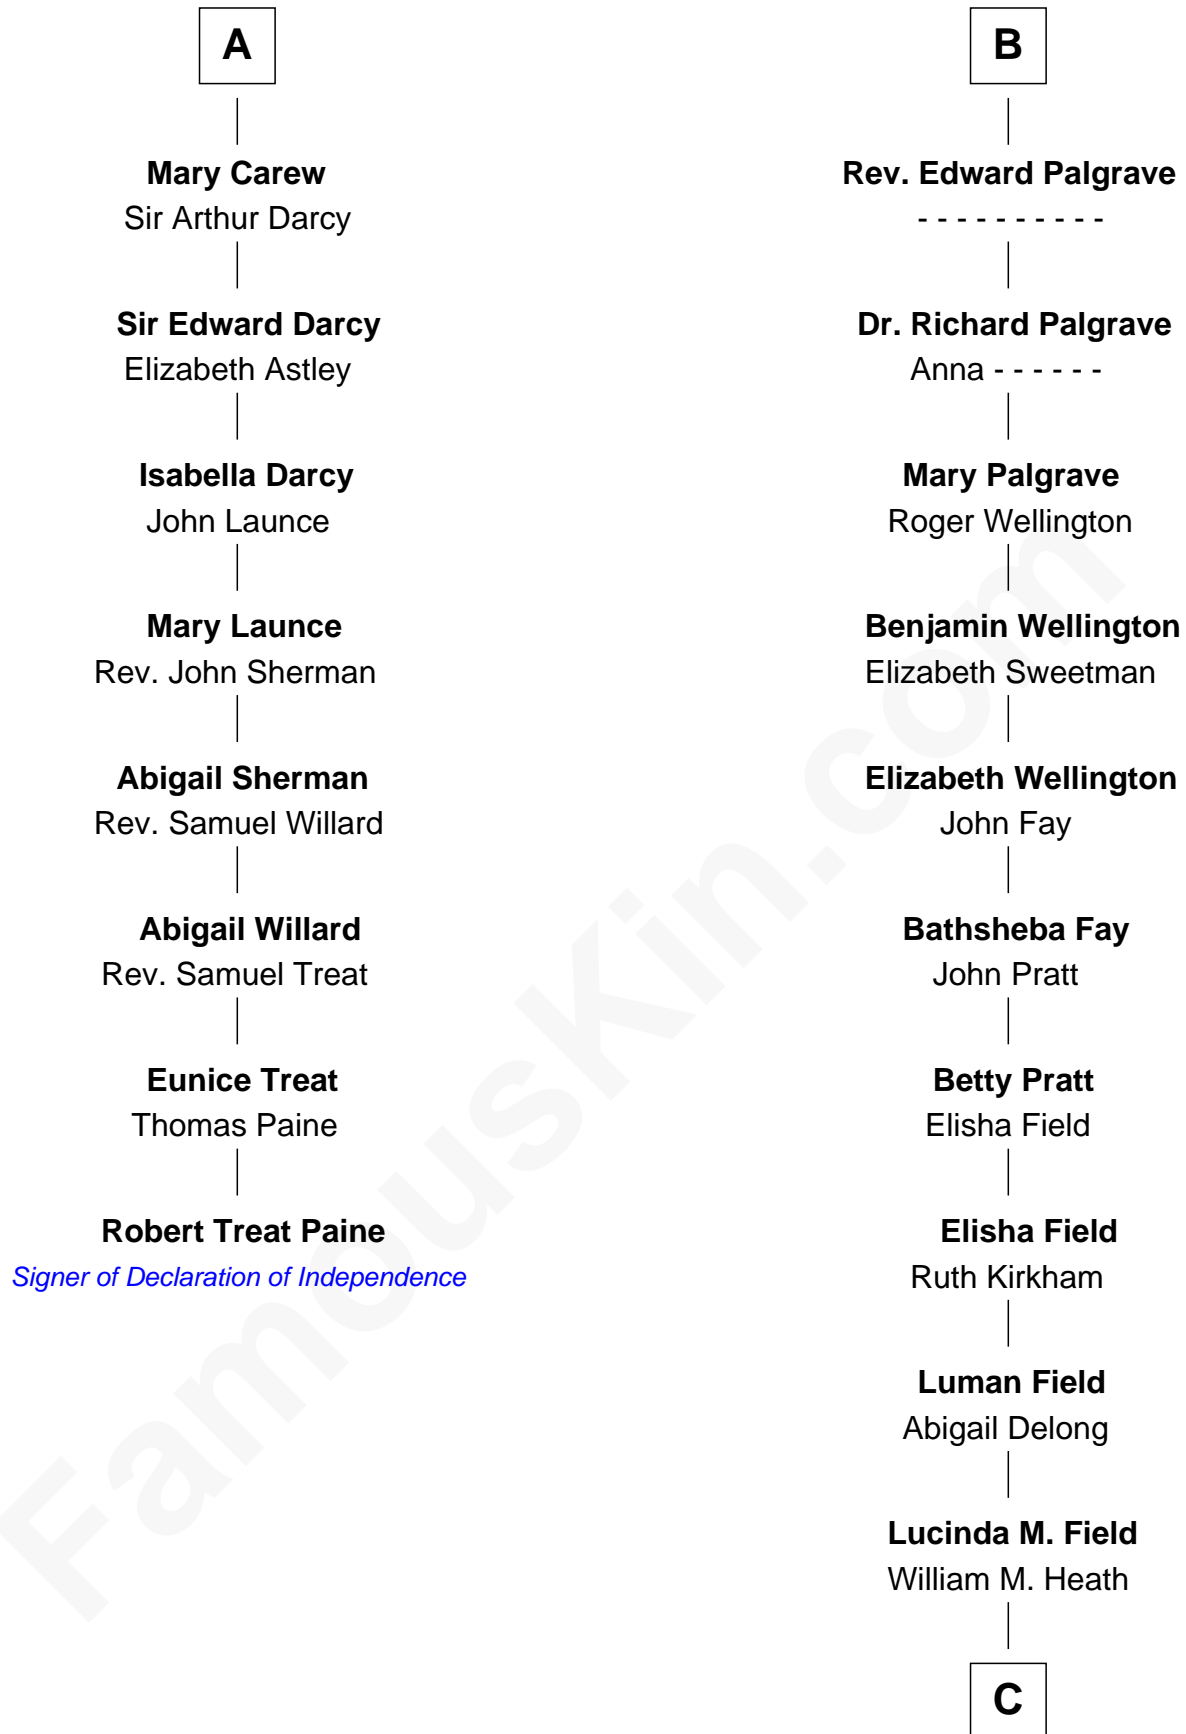 A
Mary Carew
Sir Arthur Darcy
Sir Edward Darcy
Elizabeth Astley
Isabella Darcy
John Launce
Mary Launce
Rev. John Sherman
Abigail Sherman
Rev. Samuel Willard
Abigail Willard
Rev. Samuel Treat
Eunice Treat
Thomas Paine
Robert Treat Paine
Signer of Declaration of Independence
B
Rev. Edward Palgrave
- - - - - - - - - -
Dr. Richard Palgrave
Anna - - - - - -
Mary Palgrave
Roger Wellington
Benjamin Wellington
Elizabeth Sweetman
Elizabeth Wellington
John Fay
Bathsheba Fay
John Pratt
Betty Pratt
Elisha Field
Elisha Field
Ruth Kirkham
Luman Field
Abigail Delong
Lucinda M. Field
William M. Heath
C
FamousKin.com